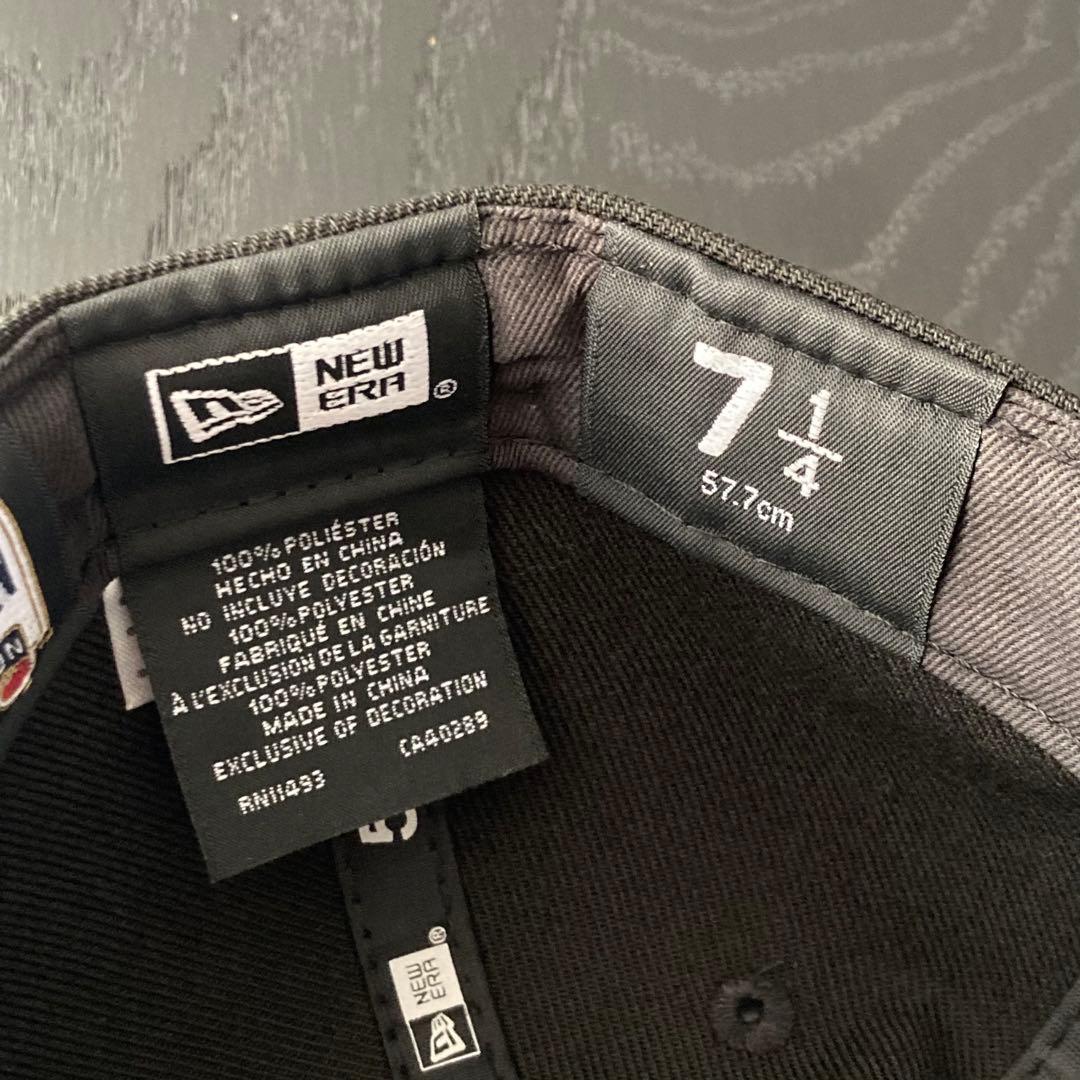 NEW
ERA
®
7 1/4
57.7cm
100% POLIÉSTER
HECHO EN CHINA
NO INCLUYE DECORACIÓN
100% POLYESTER
FABRIQUÉ EN CHINE
À L'EXCLUSION DE LA GARNITURE
100% POLYESTER
MADE IN CHINA
EXCLUSIVE OF DECORATION
RN11493 CA40289
®
NEW
ERA